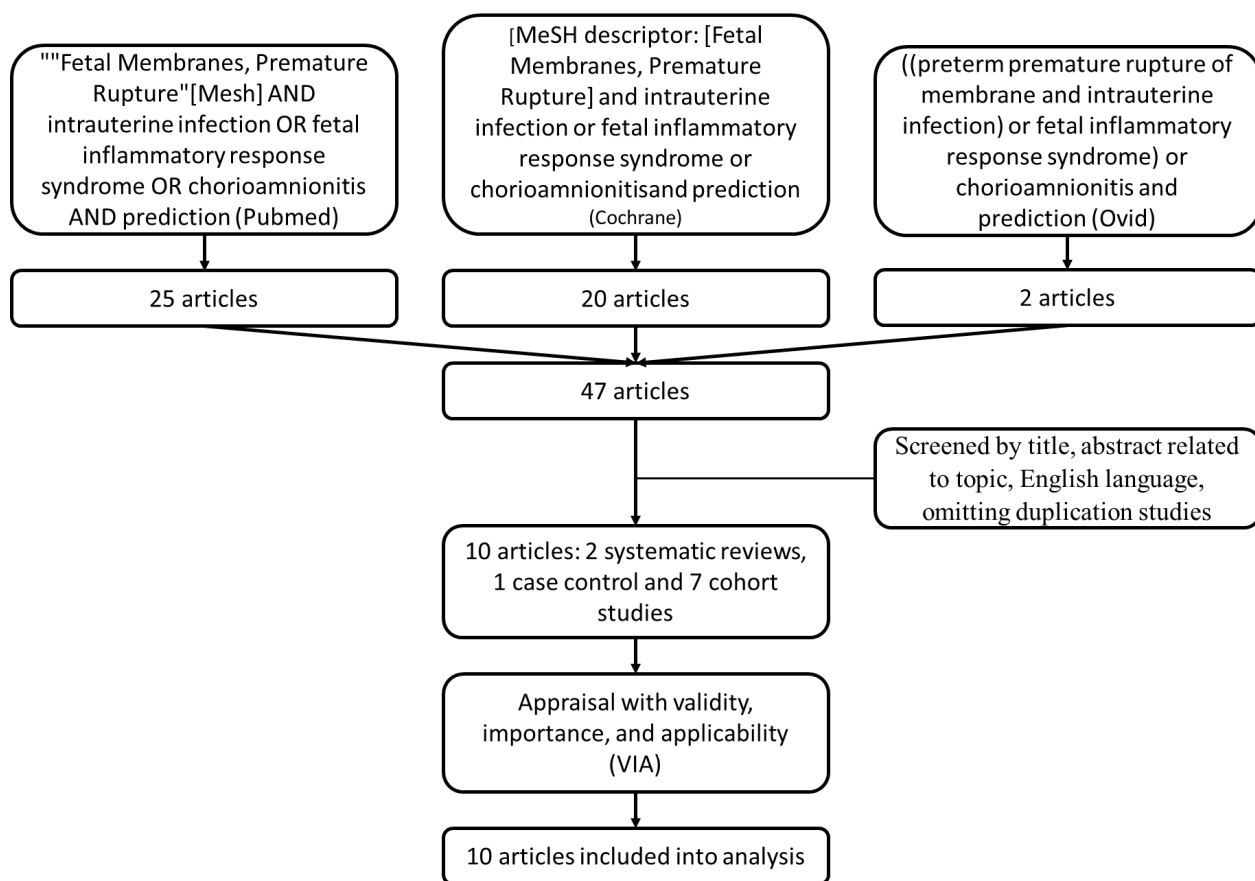 ""Fetal Membranes, Premature
Rupture"[Mesh] AND
intrauterine infection OR fetal
inflammatory response
syndrome OR chorioamnionitis
AND prediction (Pubmed)
[MeSH descriptor: [Fetal
Membranes, Premature
Rupture] and intrauterine
infection or fetal inflammatory
response syndrome or
chorioamnionitisand prediction
(Cochrane)
((preterm premature rupture of
membrane and intrauterine
infection) or fetal inflammatory
response syndrome) or
chorioamnionitis and
prediction (Ovid)
25 articles
20 articles
2 articles
47 articles
Screened by title, abstract related
to topic, English language,
omitting duplication studies
10 articles: 2 systematic reviews,
1 case control and 7 cohort
studies
Appraisal with validity,
importance, and applicability
(VIA)
10 articles included into analysis